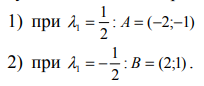 1) при λ₁ = 1/2 : A = (−2;−1)
2) при λ₁ = −1/2 : B = (2;1) .